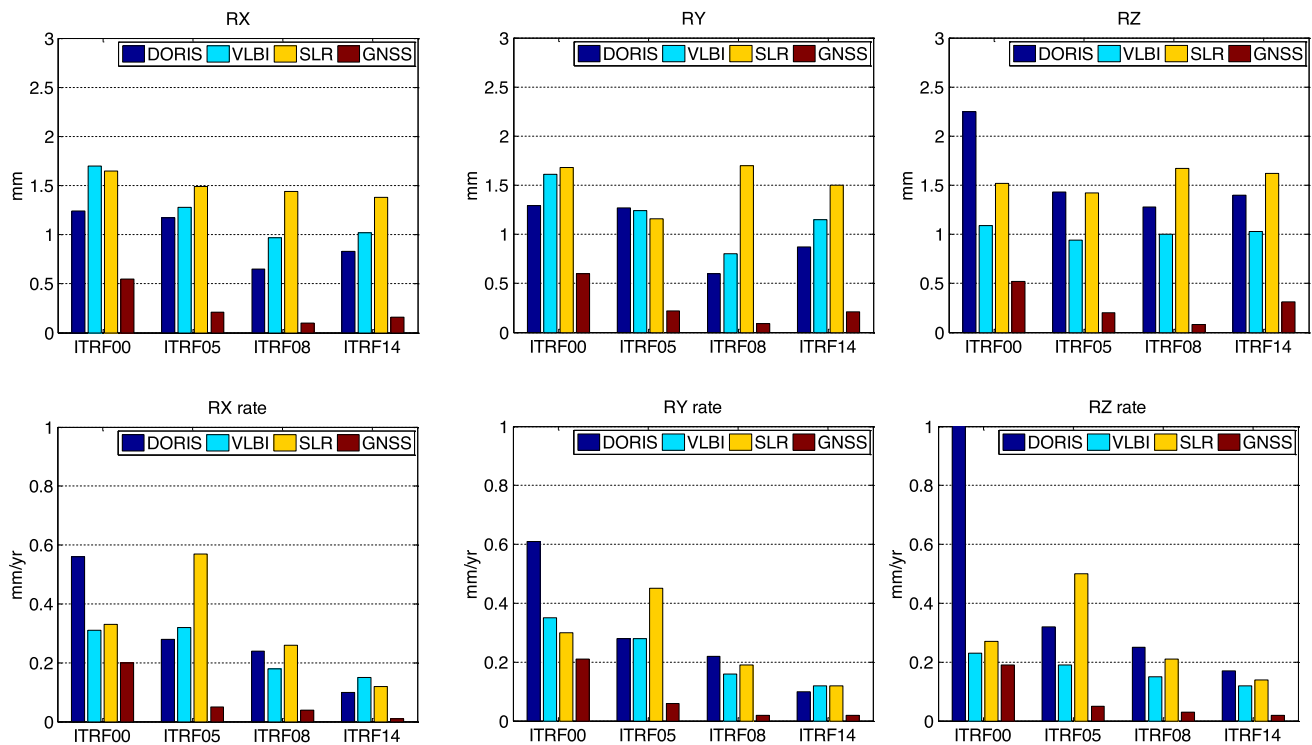 RX
RY
RZ
3
2.5
2
1.5
1
0.5
0
mm
DORIS VLBI SLR GNSS
ITRF00 ITRF05 ITRF08 ITRF14
3
2.5
2
1.5
1
0.5
0
mm
DORIS VLBI SLR GNSS
ITRF00 ITRF05 ITRF08 ITRF14
3
2.5
2
1.5
1
0.5
0
mm
DORIS VLBI SLR GNSS
ITRF00 ITRF05 ITRF08 ITRF14
RX rate
RY rate
RZ rate
1
0.8
0.6
0.4
0.2
0
mm/yr
DORIS VLBI SLR GNSS
ITRF00 ITRF05 ITRF08 ITRF14
1
0.8
0.6
0.4
0.2
0
mm/yr
DORIS VLBI SLR GNSS
ITRF00 ITRF05 ITRF08 ITRF14
1
0.8
0.6
0.4
0.2
0
mm/yr
DORIS VLBI SLR GNSS
ITRF00 ITRF05 ITRF08 ITRF14